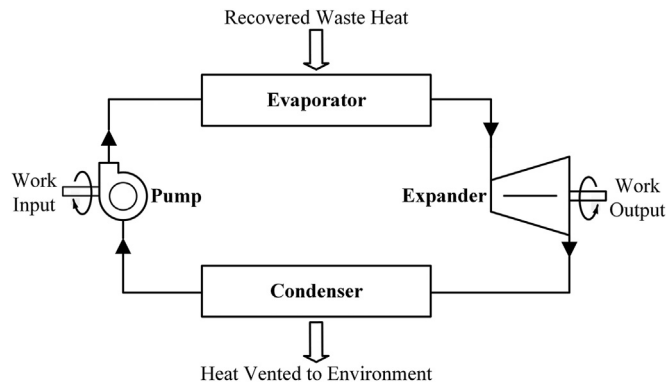 Recovered Waste Heat
Evaporator
Work
Input
Pump
Expander
Work
Output
Condenser
Heat Vented to Environment